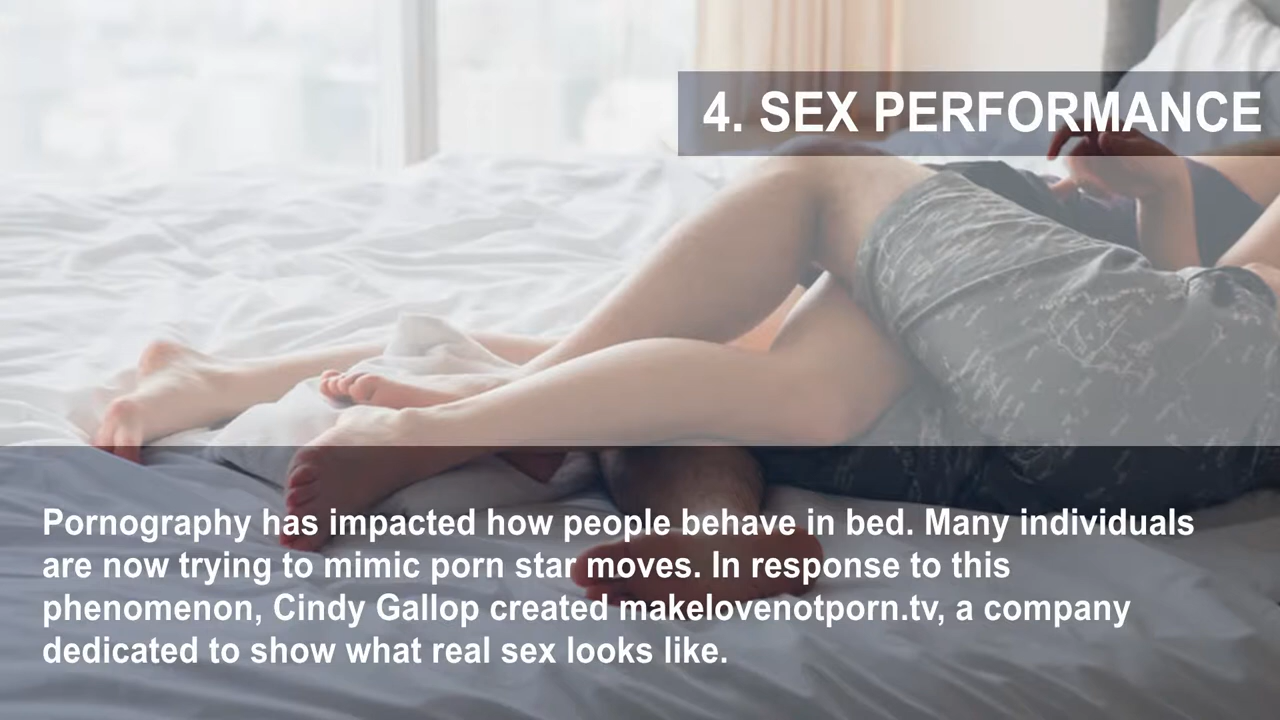 4. SEX PERFORMANCE
Pornography has impacted how people behave in bed. Many individuals
are now trying to mimic porn star moves. In response to this
phenomenon, Cindy Gallop created makelovenotporn.tv, a company
dedicated to show what real sex looks like.